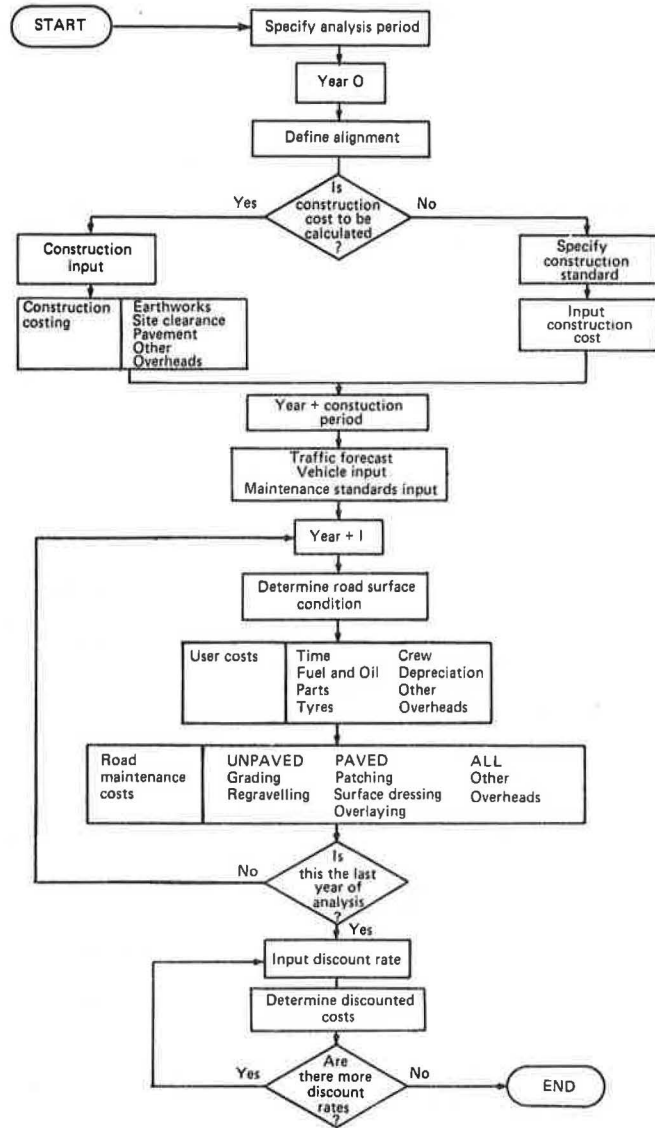 START
Specify analysis period
Year O
Define alignment
Is
construction
cost to be
calculated
?
Yes
No
Construction
input
Specify
construction
standard
Construction
costing
Earthworks
Site clearance
Pavement
Other
Overheads
Input
construction
cost
Year + constuction
period
Traffic forecast
Vehicle input
Maintenance standards input
Year + I
Determine road surface
condition
User costs
Time
Fuel and Oil
Parts
Tyres
Crew
Depreciation
Other
Overheads
Road
maintenance
costs
UNPAVED
Grading
Regravelling
PAVED
Patching
Surface dressing
Overlaying
ALL
Other
Overheads
Is
this the last
year of
analysis
?
No
Yes
Input discount rate
Determine discounted
costs
Are
there more
discount
rates
?
Yes
No
END